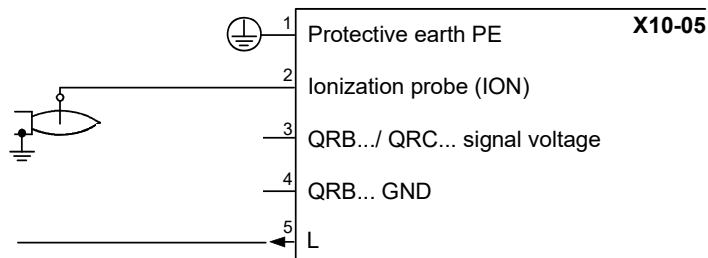 X10-05
1 Protective earth PE
2 Ionization probe (ION)
3 QRB.../ QRC... signal voltage
4 QRB... GND
5 L